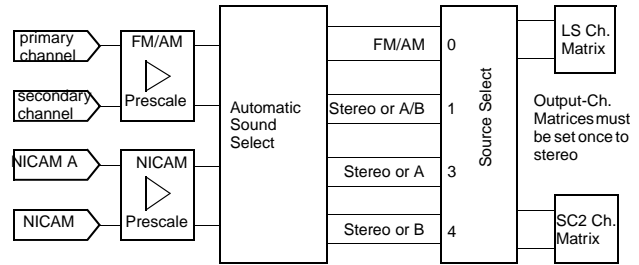 primary
channel
FM/AM
Prescale
secondary
channel
NICAM A
NICAM
Prescale
NICAM
Automatic
Sound
Select
FM/AM
0
Stereo or A/B
1
Stereo or A
3
Stereo or B
4
Source Select
LS Ch.
Matrix
Output-Ch.
Matrices must
be set once to
stereo
SC2 Ch.
Matrix